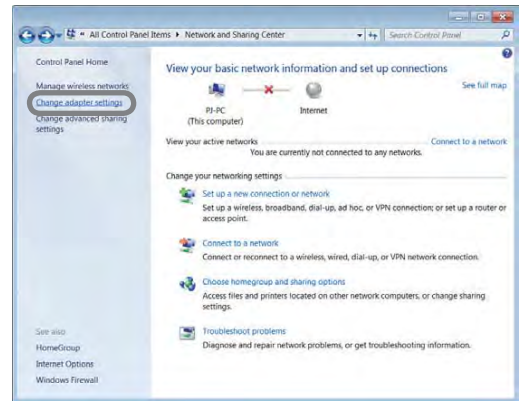 All Control Panel Items
Network and Sharing Center
Search Control Panel
Control Panel Home
Manage wireless networks
Change adapter settings
Change advanced sharing
settings
View your basic network information and set up connections
See full map
PJ-PC
(This computer)
Internet
View your active networks
Connect to a network
You are currently not connected to any networks.
Change your networking settings
Set up a new connection or network
Set up a wireless, broadband, dial-up, ad hoc, or VPN connection; or set up a router or
access point.
Connect to a network
Connect or reconnect to a wireless, wired, dial-up, or VPN network connection.
Choose homegroup and sharing options
Access files and printers located on other network computers, or change sharing
settings.
Troubleshoot problems
Diagnose and repair network problems, or get troubleshooting information.
See also
HomeGroup
Internet Options
Windows Firewall